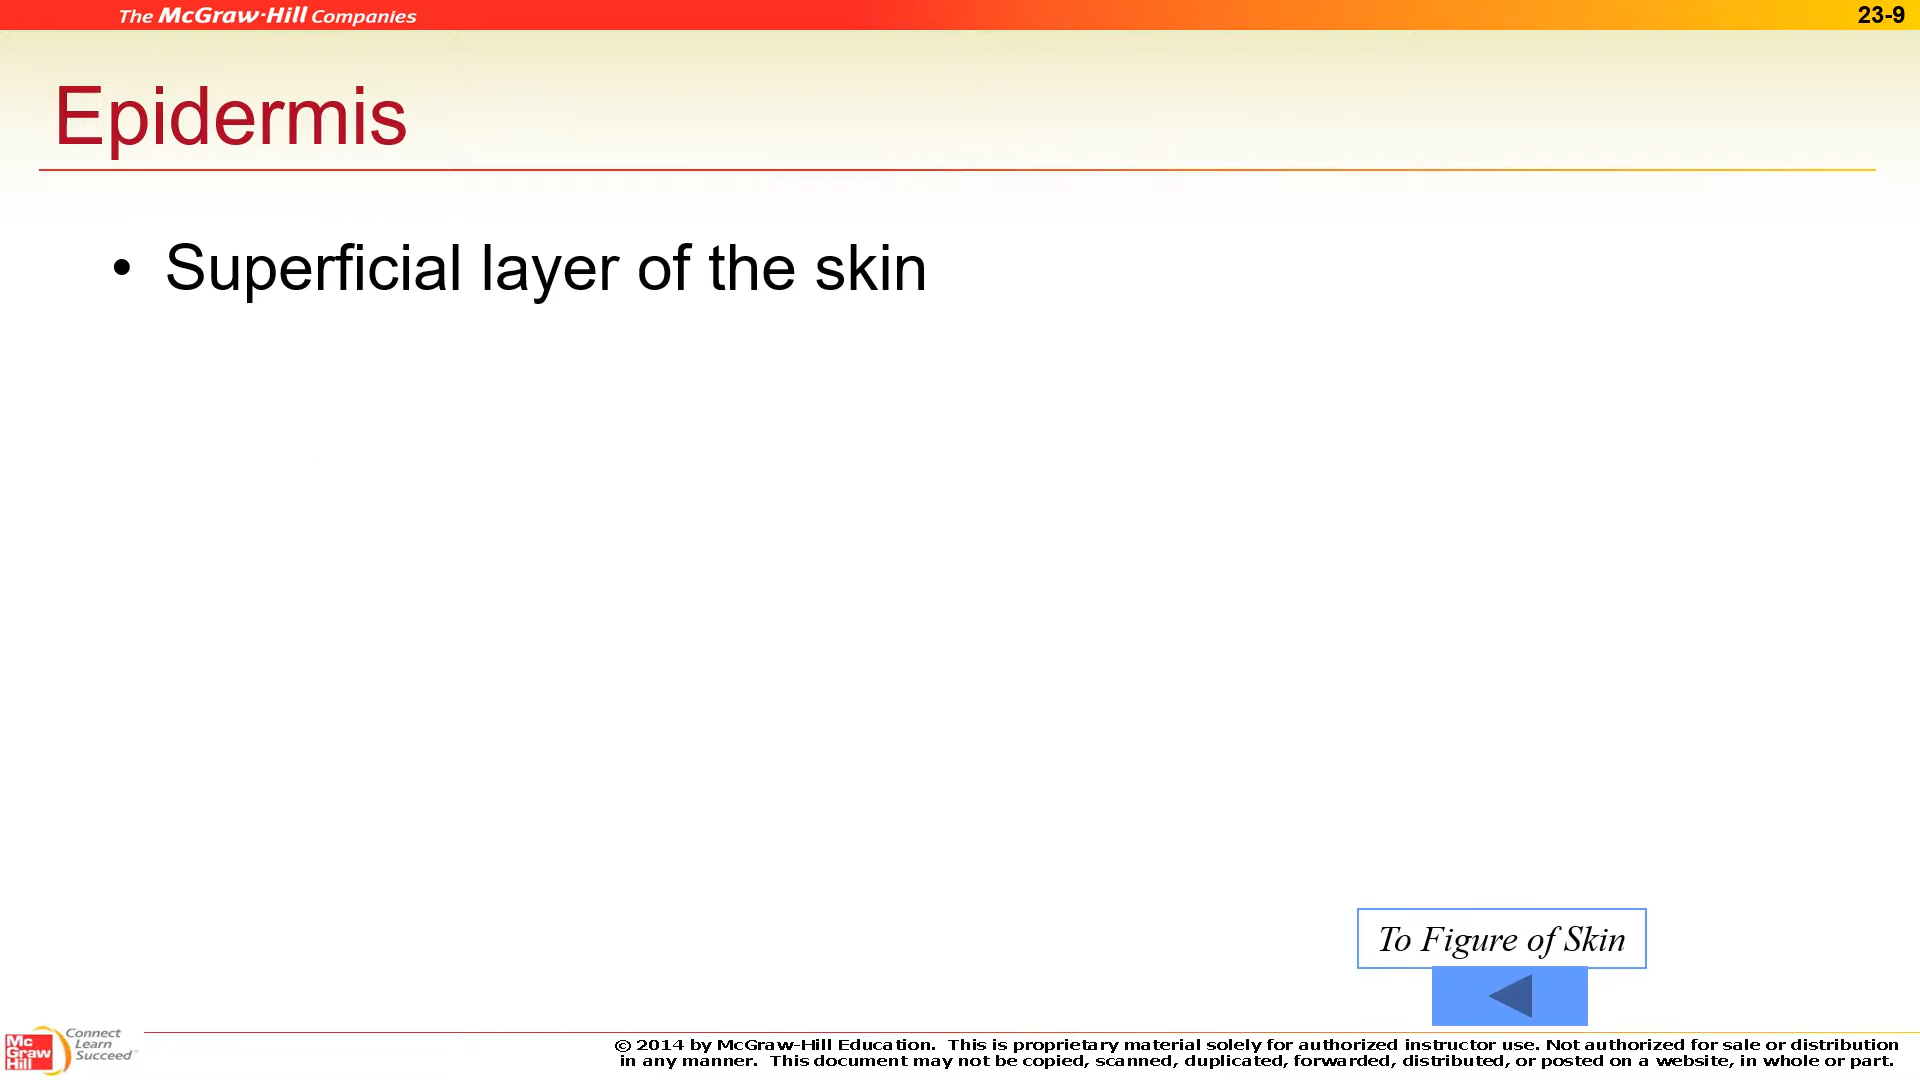 The McGraw·Hill Companies
23-9
Epidermis
• Superficial layer of the skin
To Figure of Skin
Mc Graw Hill
Connect
Learn
Succeed™
© 2014 by McGraw-Hill Education.  This is proprietary material solely for authorized instructor use. Not authorized for sale or distribution
in any manner.  This document may not be copied, scanned, duplicated, forwarded, distributed, or posted on a website, in whole or part.